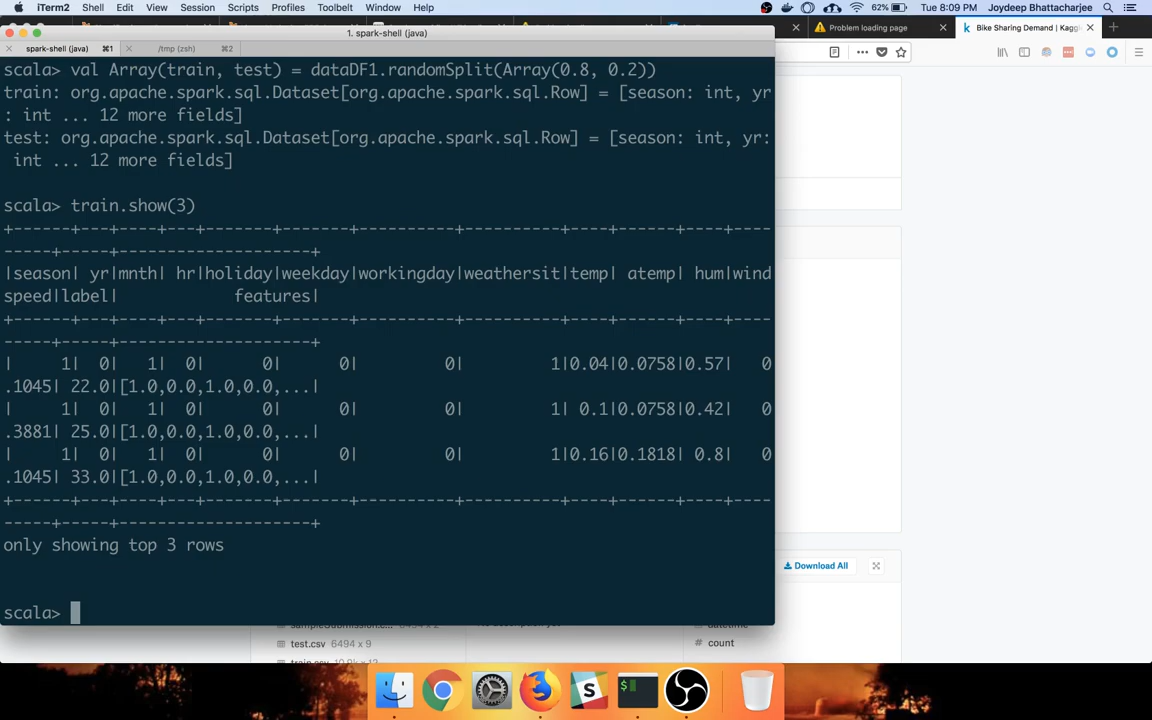 iTerm2 Shell Edit View Session Scripts Profiles Toolbelt Window Help 62% Tue 8:09 PM Joydeep Bhattacharjee
1. spark-shell (java)
Problem loading page
Bike Sharing Demand | Kaggle
spark-shell (java) ⌘1 /tmp (zsh) ⌘2
scala> val Array(train, test) = dataDF1.randomSplit(Array(0.8, 0.2))
train: org.apache.spark.sql.Dataset[org.apache.spark.sql.Row] = [season: int, yr
: int ... 12 more fields]
test: org.apache.spark.sql.Dataset[org.apache.spark.sql.Row] = [season: int, yr:
 int ... 12 more fields]
scala> train.show(3)
+------+---+----+---+-------+-------+----------+----------+----+------+----+----
-----+-----+--------------------+
|season| yr|mnth| hr|holiday|weekday|workingday|weathersit|temp| atemp| hum|wind
speed|label|            features|
+------+---+----+---+-------+-------+----------+----------+----+------+----+----
-----+-----+--------------------+
|     1|  0|   1|  0|      0|      0|         0|         1|0.04|0.0758|0.57|   0
.1045| 22.0|[1.0,0.0,1.0,0.0,...|
|     1|  0|   1|  0|      0|      0|         0|         1| 0.1|0.0758|0.42|   0
.3881| 25.0|[1.0,0.0,1.0,0.0,...|
|     1|  0|   1|  0|      0|      0|         0|         1|0.16|0.1818| 0.8|   0
.1045| 33.0|[1.0,0.0,1.0,0.0,...|
+------+---+----+---+-------+-------+----------+----------+----+------+----+----
-----+-----+--------------------+
only showing top 3 rows
scala>
Download All
test.csv 6494 x 9
# count